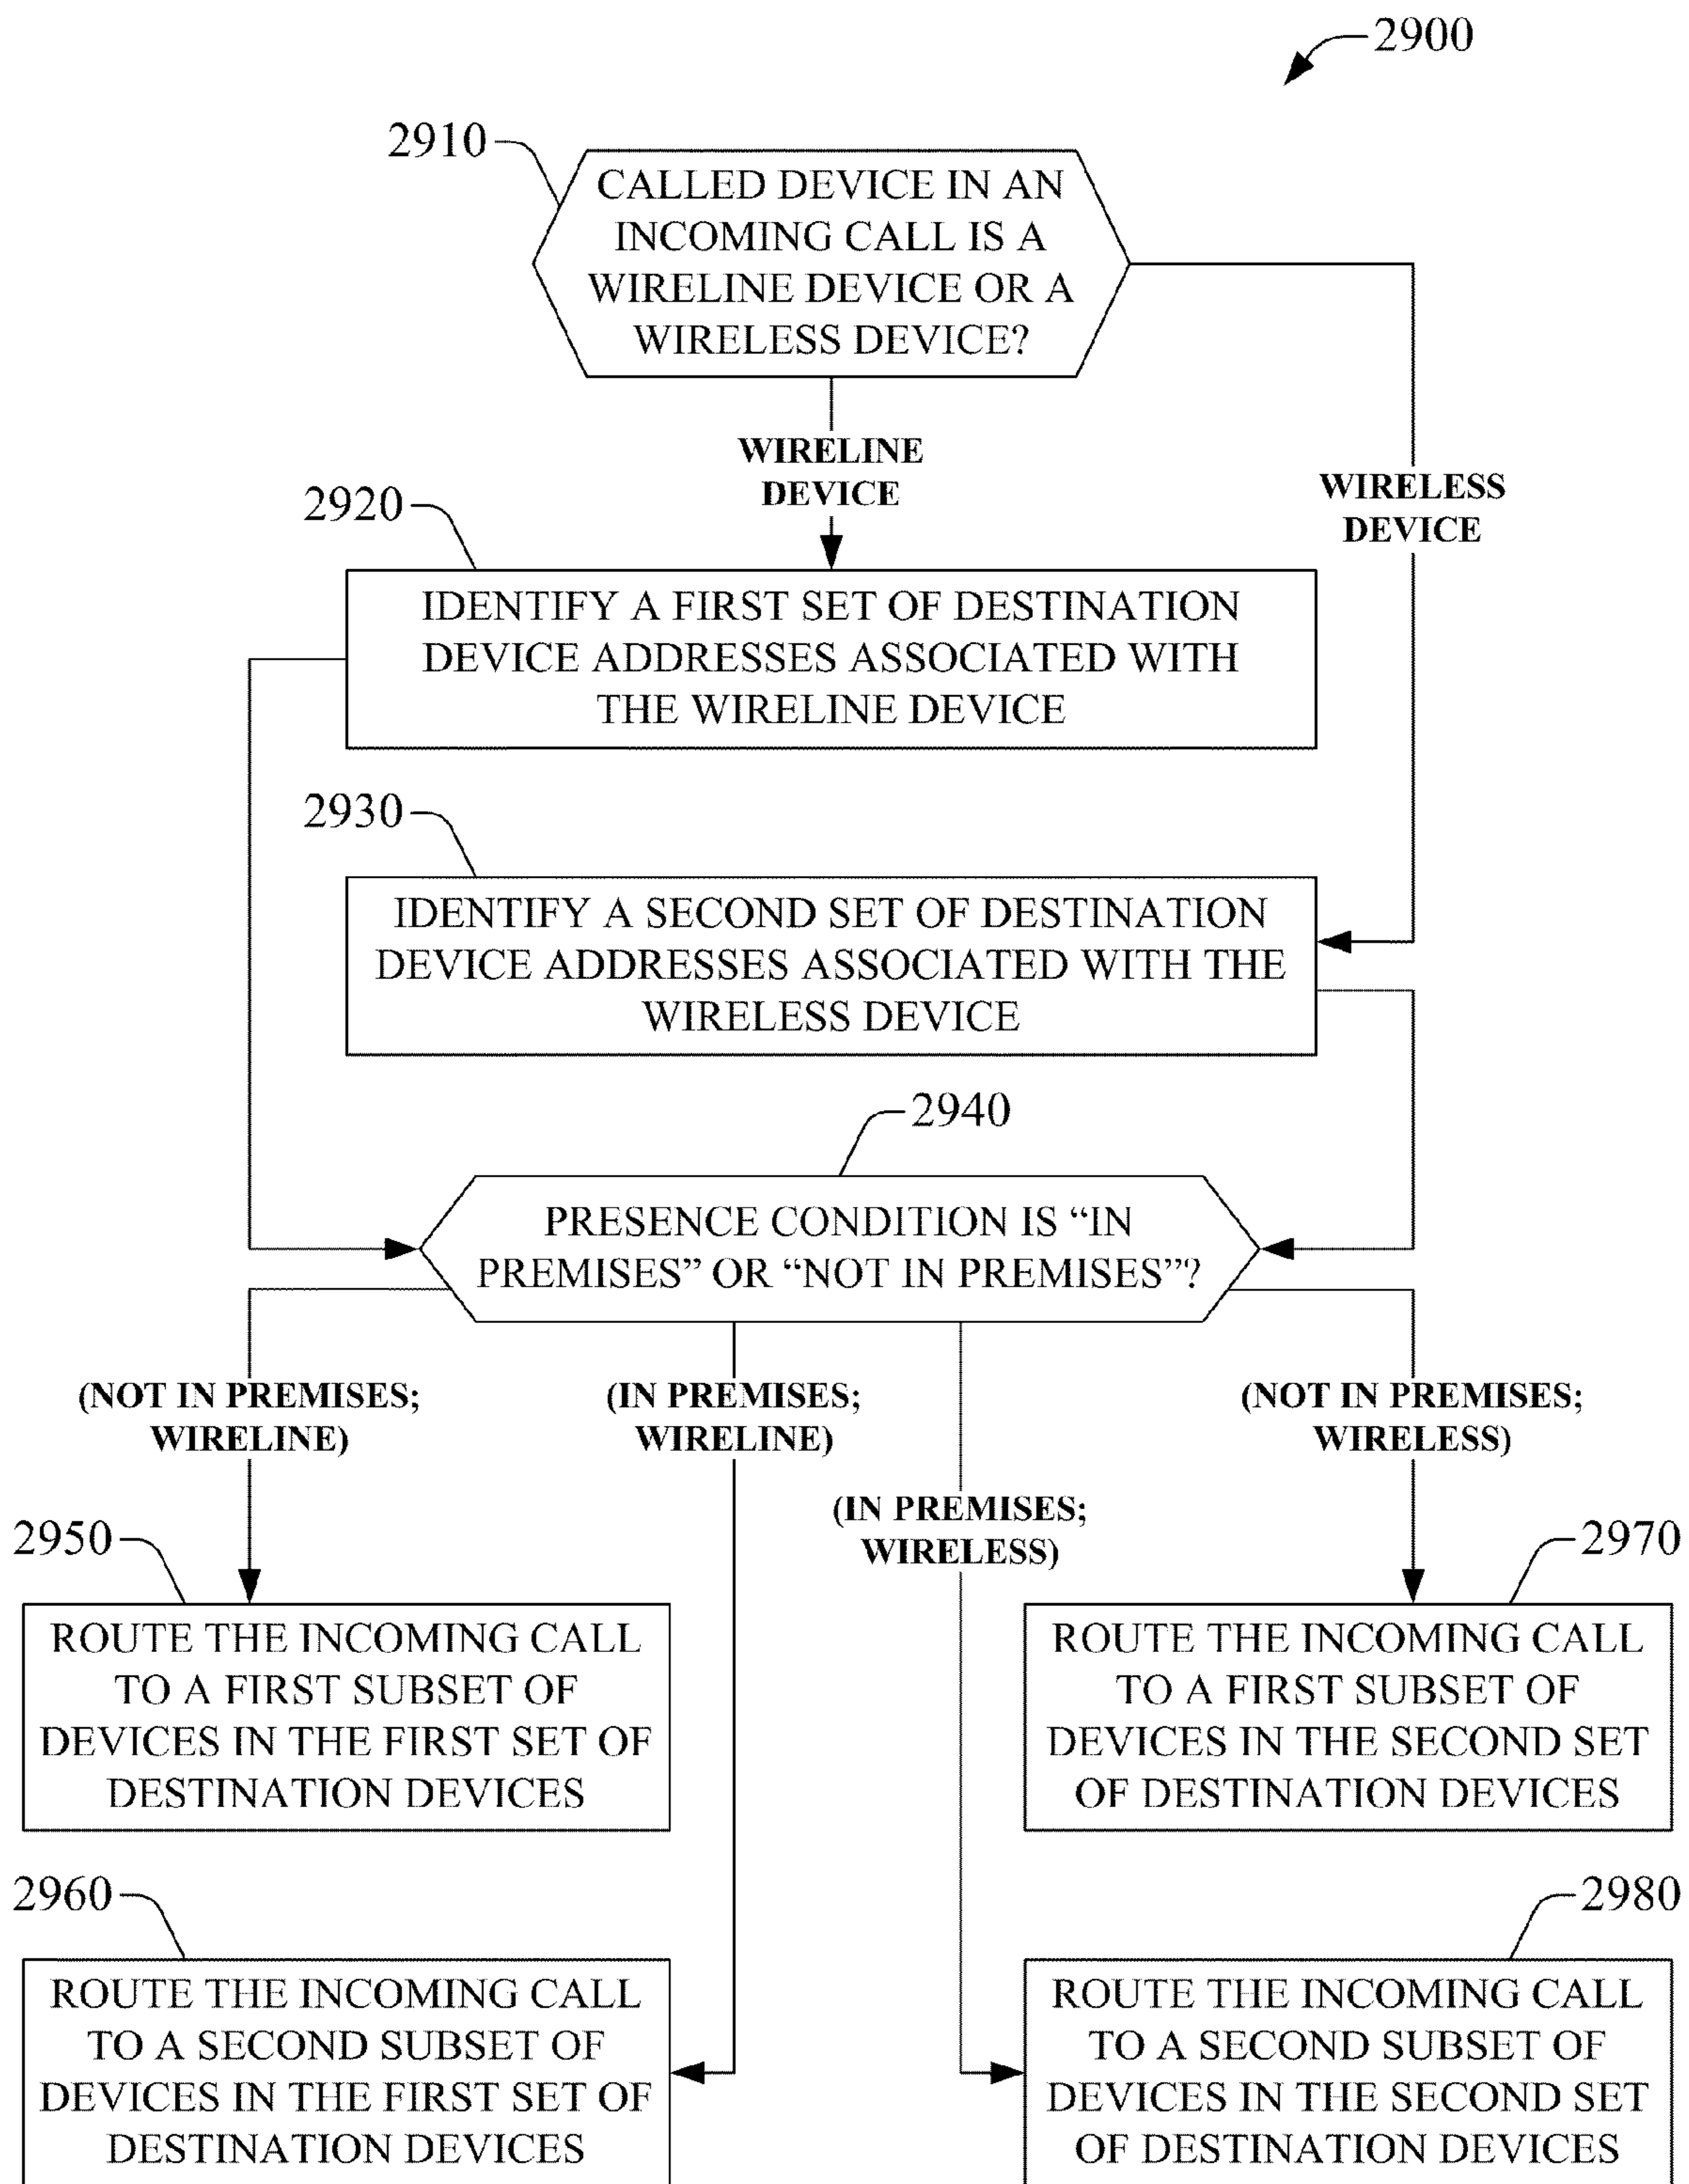 2900
2910
CALLED DEVICE IN AN
INCOMING CALL IS A
WIRELINE DEVICE OR A
WIRELESS DEVICE?
WIRELINE
DEVICE
WIRELESS
DEVICE
2920
IDENTIFY A FIRST SET OF DESTINATION
DEVICE ADDRESSES ASSOCIATED WITH
THE WIRELINE DEVICE
2930
IDENTIFY A SECOND SET OF DESTINATION
DEVICE ADDRESSES ASSOCIATED WITH THE
WIRELESS DEVICE
2940
PRESENCE CONDITION IS “IN
PREMISES” OR “NOT IN PREMISES”?
(NOT IN PREMISES;
WIRELINE)
(IN PREMISES;
WIRELINE)
(IN PREMISES;
WIRELESS)
(NOT IN PREMISES;
WIRELESS)
2950
ROUTE THE INCOMING CALL
TO A FIRST SUBSET OF
DEVICES IN THE FIRST SET OF
DESTINATION DEVICES
2970
ROUTE THE INCOMING CALL
TO A FIRST SUBSET OF
DEVICES IN THE SECOND SET
OF DESTINATION DEVICES
2960
ROUTE THE INCOMING CALL
TO A SECOND SUBSET OF
DEVICES IN THE FIRST SET OF
DESTINATION DEVICES
2980
ROUTE THE INCOMING CALL
TO A SECOND SUBSET OF
DEVICES IN THE SECOND SET
OF DESTINATION DEVICES